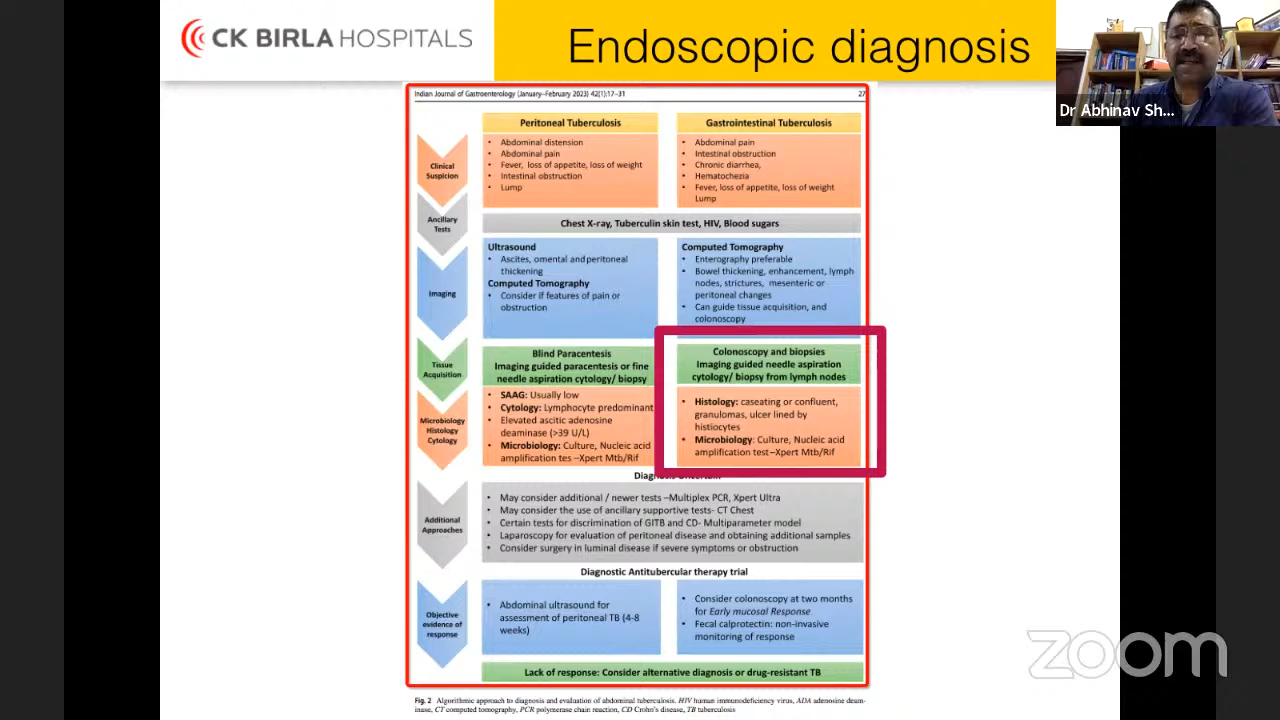 CK BIRLA HOSPITALS
Endoscopic diagnosis
Dr Abhinav Sh...
Indian Journal of Gastroenterology (January–February 2023) 42(1):17–31
27
Peritoneal Tuberculosis
Gastrointestinal Tuberculosis
Clinical
Suspicion
• Abdominal distension
• Abdominal pain
• Fever, loss of appetite, loss of weight
• Intestinal obstruction
• Lump
• Abdominal pain
• Intestinal obstruction
• Chronic diarrhea,
• Hematochezia
• Fever, loss of appetite, loss of weight
Lump
Ancillary
Tests
Chest X-ray, Tuberculin skin test, HIV, Blood sugars
Imaging
Ultrasound
• Ascites, omental and peritoneal
thickening
Computed Tomography
• Consider if features of pain or
obstruction
Computed Tomography
• Enterography preferable
• Bowel thickening, enhancement, lymph
nodes, strictures, mesenteric or
peritoneal changes
• Can guide tissue acquisition, and
colonoscopy
Tissue
Acquisition
Blind Paracentesis
Imaging guided paracentesis or fine
needle aspiration cytology/ biopsy
Colonoscopy and biopsies
Imaging guided needle aspiration
cytology/ biopsy from lymph nodes
Microbiology
Histology
Cytology
• SAAG: Usually low
• Cytology: Lymphocyte predominant
• Elevated ascitic adenosine
deaminase (>39 U/L)
• Microbiology: Culture, Nucleic acid
amplification tes –Xpert Mtb/Rif
• Histology: caseating or confluent,
granulomas, ulcer lined by
histiocytes
• Microbiology: Culture, Nucleic acid
amplification test–Xpert Mtb/Rif
Additional
Approaches
• May consider additional / newer tests –Multiplex PCR, Xpert Ultra
• May consider the use of ancillary supportive tests- CT Chest
• Certain tests for discrimination of GITB and CD- Multiparameter model
• Laparoscopy for evaluation of peritoneal disease and obtaining additional samples
• Consider surgery in luminal disease if severe symptoms or obstruction
Diagnostic Antitubercular therapy trial
Objective
evidence of
response
• Abdominal ultrasound for
assessment of peritoneal TB (4-8
weeks)
• Consider colonoscopy at two months
for Early mucosal Response
• Fecal calprotectin: non-invasive
monitoring of response
Lack of response: Consider alternative diagnosis or drug-resistant TB
Fig. 2 Algorithmic approach to diagnosis and evaluation of abdominal tuberculosis. HIV human immunodeficiency virus, ADA adenosine deam-
inase, CT computed tomography, PCR polymerase chain reaction, CD Crohn's disease, TB tuberculosis
zoom